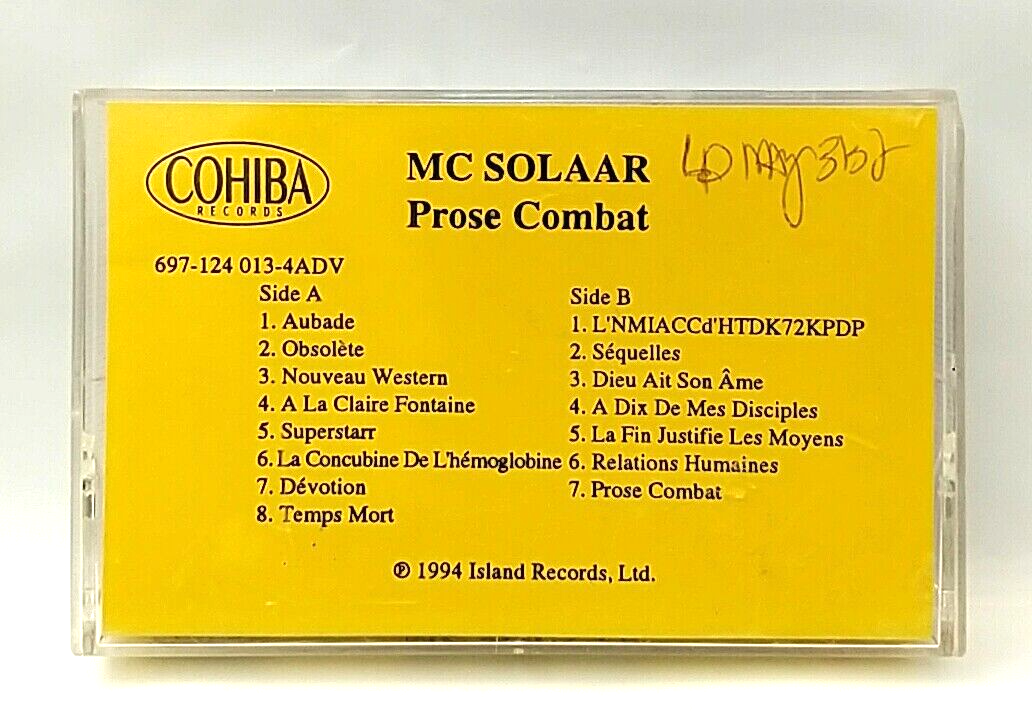 COHIBA
RECORDS
MC SOLAAR
Prose Combat
697-124 013-4ADV
Side A
1. Aubade
2. Obsolète
3. Nouveau Western
4. A La Claire Fontaine
5. Superstarr
6. La Concubine De L'hémoglobine
7. Dévotion
8. Temps Mort
Side B
1. L'NMIACCd'HTDK72KPDP
2. Séquelles
3. Dieu Ait Son Âme
4. A Dix De Mes Disciples
5. La Fin Justifie Les Moyens
6. Relations Humaines
7. Prose Combat
℗ 1994 Island Records, Ltd.